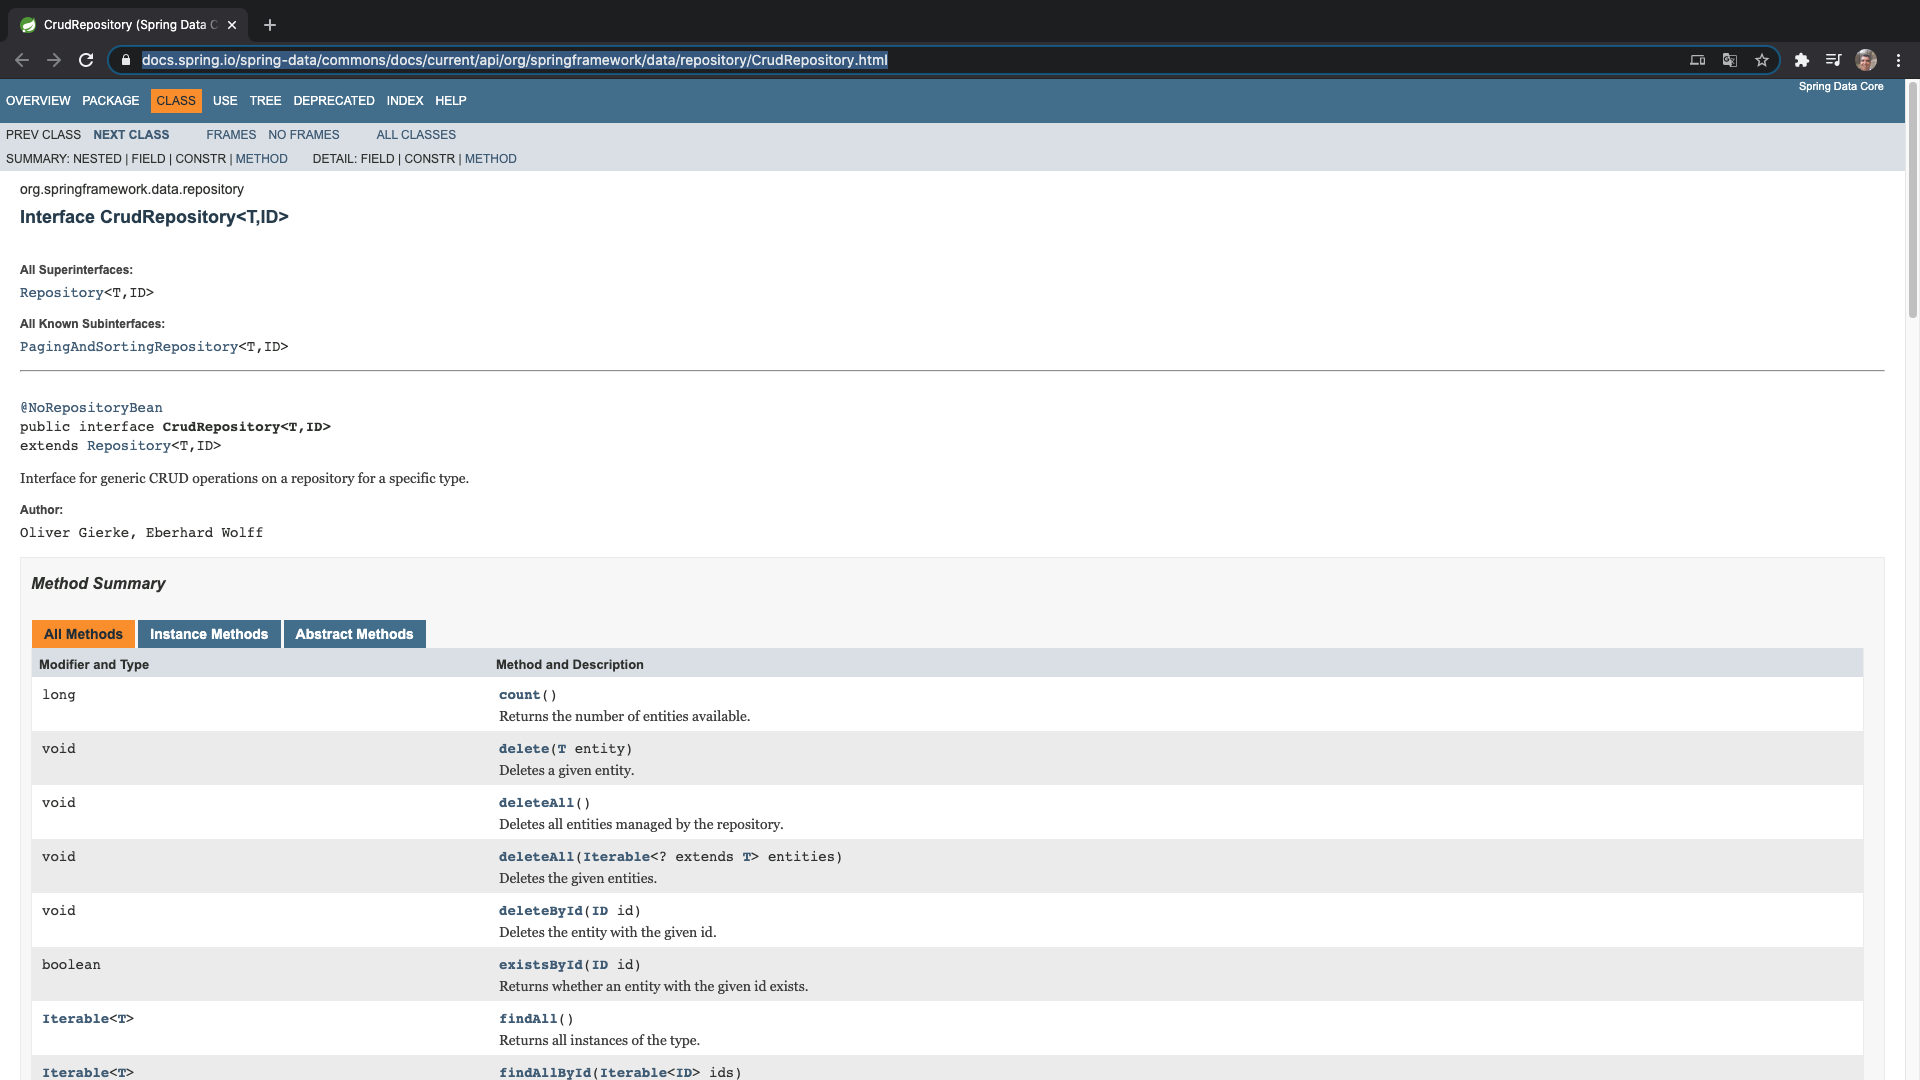 CrudRepository (Spring Data C
docs.spring.io/spring-data/commons/docs/current/api/org/springframework/data/repository/CrudRepository.html
OVERVIEW PACKAGE CLASS USE TREE DEPRECATED INDEX HELP
Spring Data Core
PREV CLASS NEXT CLASS FRAMES NO FRAMES ALL CLASSES
SUMMARY: NESTED | FIELD | CONSTR | METHOD DETAIL: FIELD | CONSTR | METHOD
org.springframework.data.repository
Interface CrudRepository<T,ID>
All Superinterfaces:
Repository<T,ID>
All Known Subinterfaces:
PagingAndSortingRepository<T,ID>
@NoRepositoryBean
public interface CrudRepository<T,ID>
extends Repository<T,ID>
Interface for generic CRUD operations on a repository for a specific type.
Author:
Oliver Gierke, Eberhard Wolff
Method Summary
All Methods Instance Methods Abstract Methods
Modifier and Type Method and Description
long count()
Returns the number of entities available.
void delete(T entity)
Deletes a given entity.
void deleteAll()
Deletes all entities managed by the repository.
void deleteAll(Iterable<? extends T> entities)
Deletes the given entities.
void deleteById(ID id)
Deletes the entity with the given id.
boolean existsById(ID id)
Returns whether an entity with the given id exists.
Iterable<T> findAll()
Returns all instances of the type.
Iterable<T> findAllById(Iterable<ID> ids)